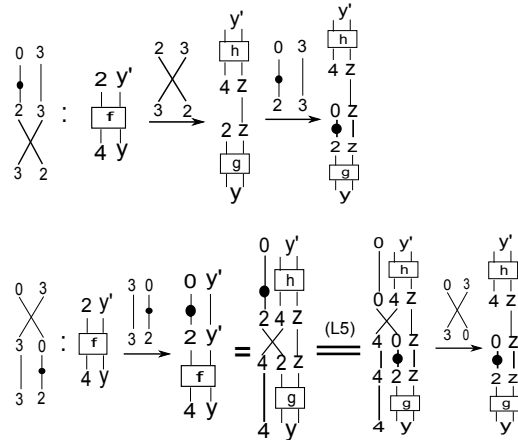 y' y'
0 3 2 3 h 0 3 h
2 y' 4 z 4 z
2 3 : f 3 2 2 3 0 z
2 z
4 y 2 z
3 2 g g
y y
0 y' 0 y' y'
h h h
0 3 3 0 0 y' 0 3
2 y' 0 4 z 4 z
2 4 z
3 0 : f 3 2 2 y' = (L5) 4 0 z 3 0 0 z
4 2 z
4 y f 4 2 z 2 z
3 2 g g g
4 y 4 y 4 y y